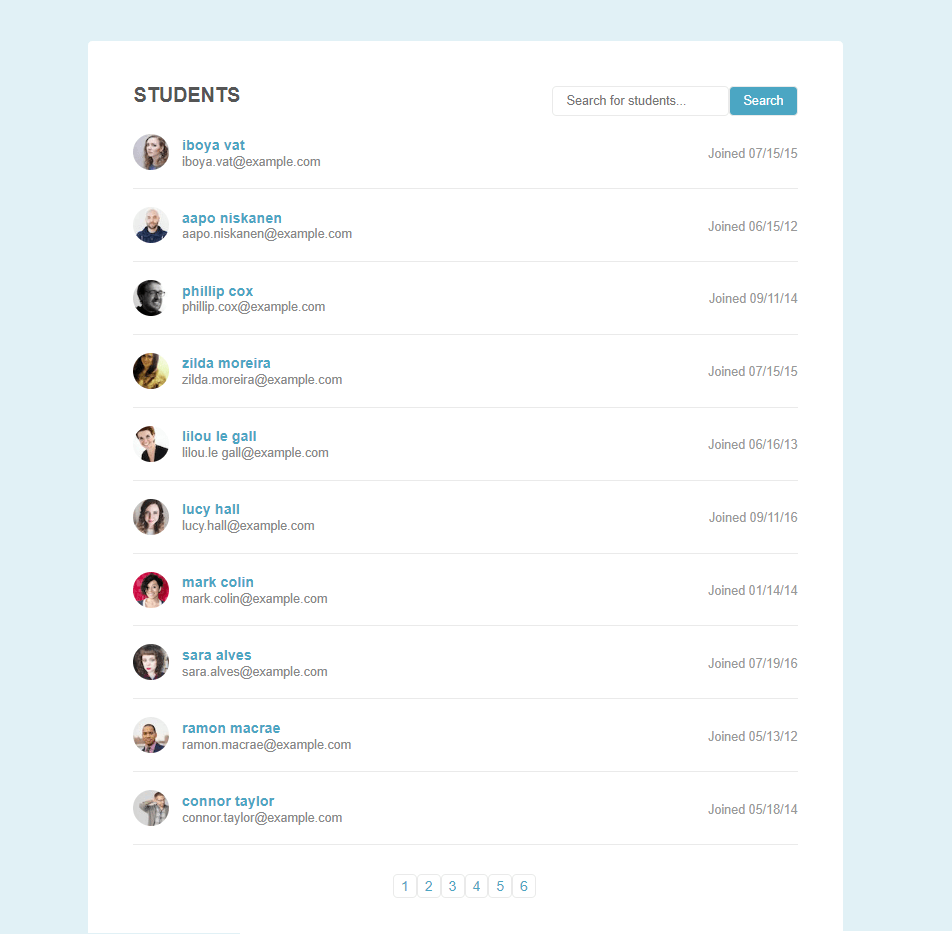 STUDENTS
Search for students...
Search
iboya vat
iboya.vat@example.com
Joined 07/15/15
aapo niskanen
aapo.niskanen@example.com
Joined 06/15/12
phillip cox
phillip.cox@example.com
Joined 09/11/14
zilda moreira
zilda.moreira@example.com
Joined 07/15/15
lilou le gall
lilou.le gall@example.com
Joined 06/16/13
lucy hall
lucy.hall@example.com
Joined 09/11/16
mark colin
mark.colin@example.com
Joined 01/14/14
sara alves
sara.alves@example.com
Joined 07/19/16
ramon macrae
ramon.macrae@example.com
Joined 05/13/12
connor taylor
connor.taylor@example.com
Joined 05/18/14
1 2 3 4 5 6